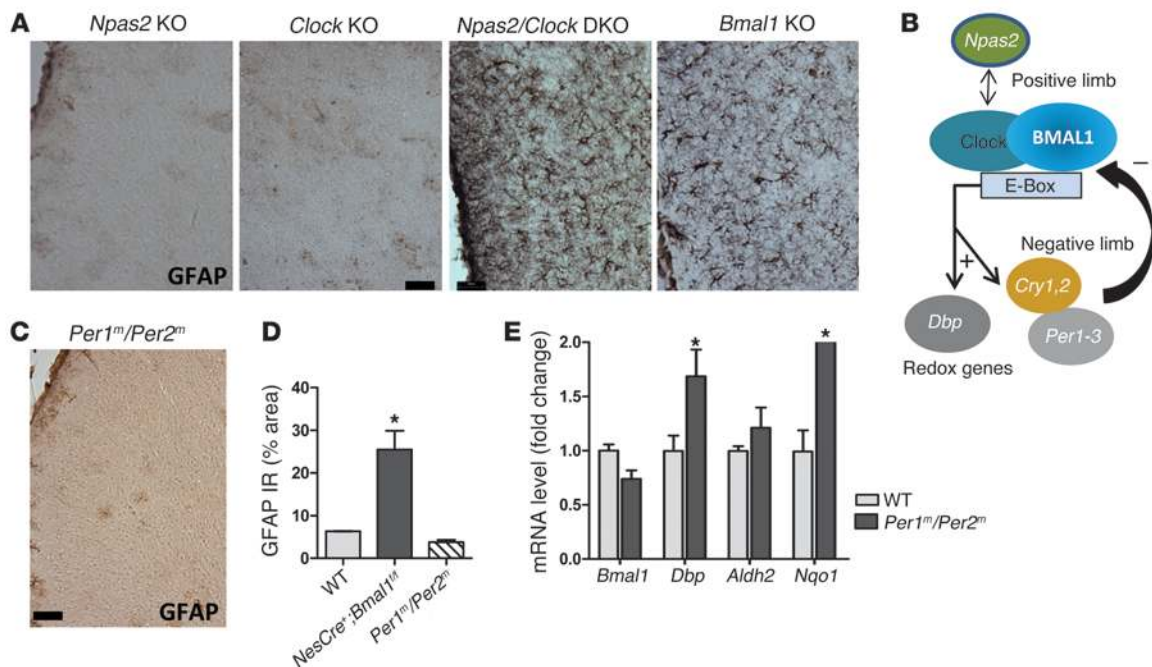 A
Npas2 KO
Clock KO
Npas2/Clock DKO
Bmal1 KO
GFAP
B
Npas2
Positive limb
Clock
BMAL1
E-Box
–
Negative limb
+
Cry1,2
Dbp
Per1-3
Redox genes
C
Per1ᵐ/Per2ᵐ
GFAP
D
GFAP IR (% area)
40
30
20
10
0
*
WT
NesCre⁺;Bmal1ᶠ/ᶠ
Per1ᵐ/Per2ᵐ
E
mRNA level (fold change)
2.0
1.5
1.0
0.5
0.0
*
*
Bmal1
Dbp
Aldh2
Nqo1
WT
Per1ᵐ/Per2ᵐ